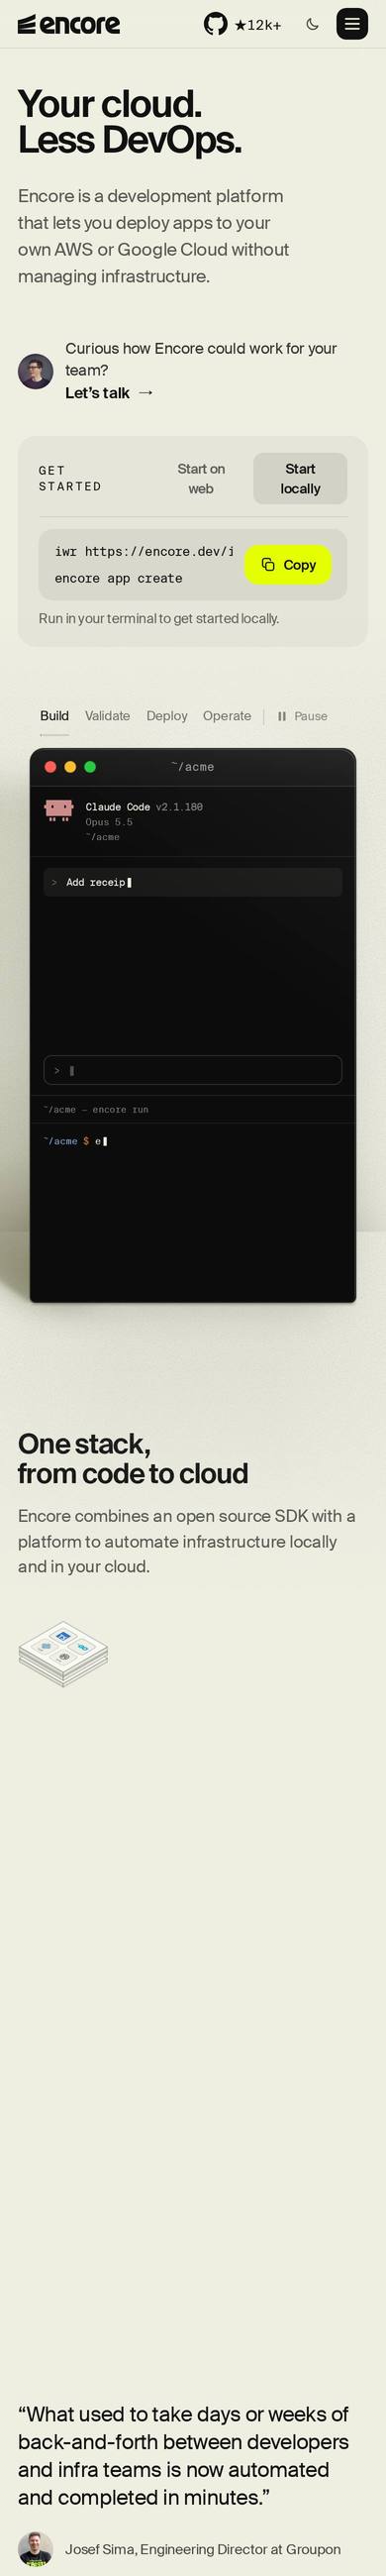 encore
★12k+
Your cloud.
Less DevOps.
Encore is a development platform
that lets you deploy apps to your
own AWS or Google Cloud without
managing infrastructure.
Curious how Encore could work for your
team?
Let's talk →
GET
STARTED
Start on
web
Start
locally
iwr https://encore.dev/i
encore app create
Copy
Run in your terminal to get started locally.
Build
Validate
Deploy
Operate
Pause
~/acme
Claude Code v2.1.180
Opus 5.5
~/acme
> Add receip
>
~/acme — encore run
~/acme $ e
One stack,
from code to cloud
Encore combines an open source SDK with a
platform to automate infrastructure locally
and in your cloud.
“What used to take days or weeks of
back-and-forth between developers
and infra teams is now automated
and completed in minutes.”
Josef Sima, Engineering Director at Groupon